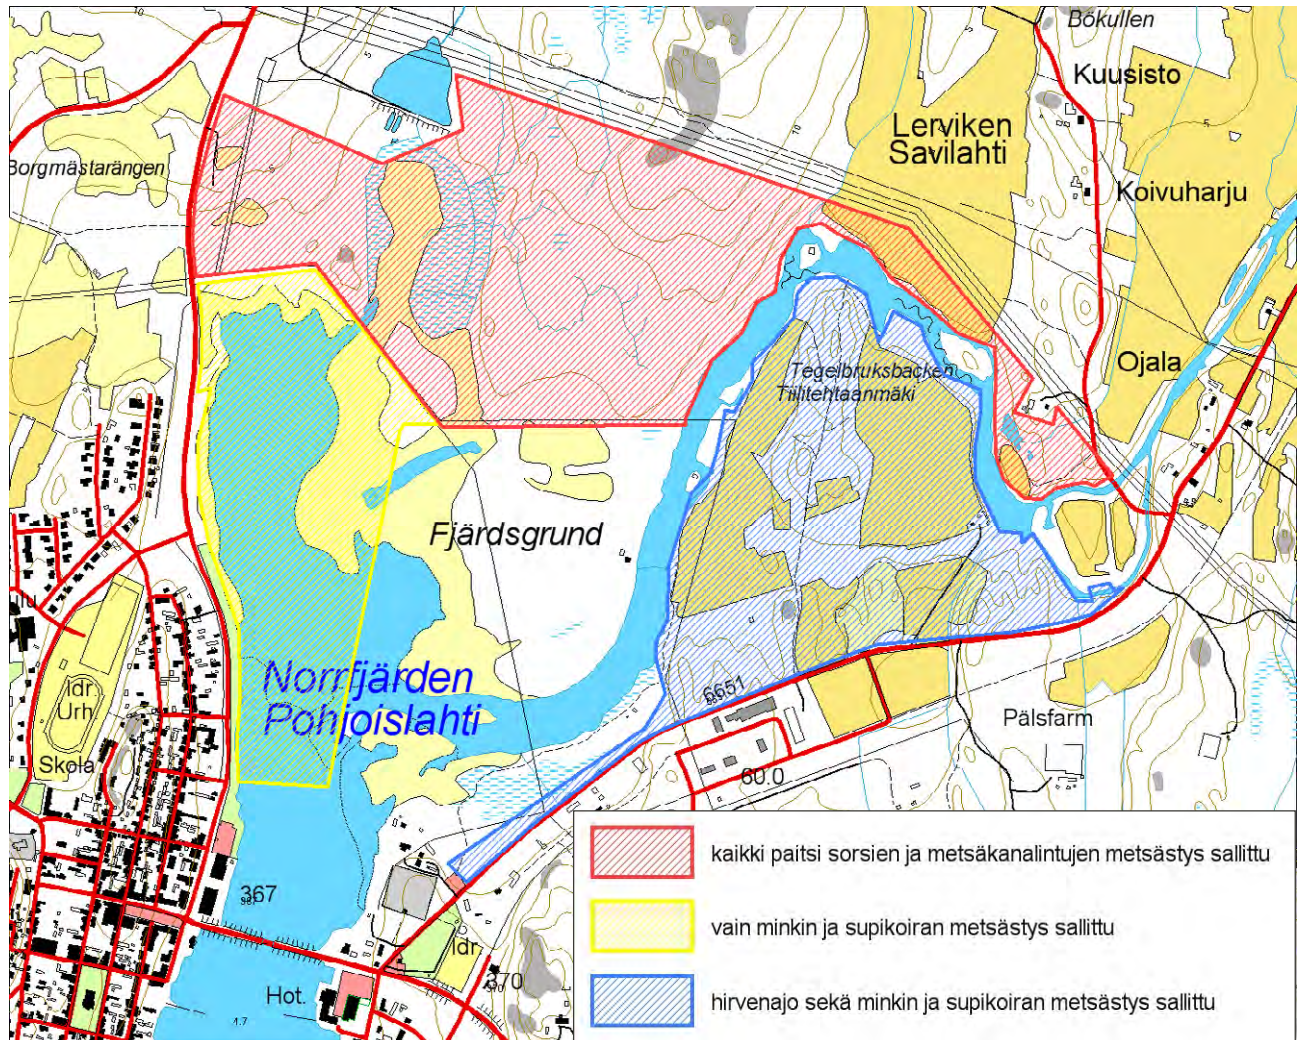 Bökullen
Kuusisto
Lerviken
Savilahti
Borgmästarängen
Koivuharju
Ojala
Tegelbruksbacken
Tiilitehtaanmäki
Fjärdsgrund
Norrfjärden
Pohjoislahti
6651
Idr.
Urh
Skola
Pälsfarm
60.0
367
Idr
370
Hot.
4.7
kaikki paitsi sorsien ja metsäkanalintujen metsästys sallittu
vain minkin ja supikoiran metsästys sallittu
hirvenajo sekä minkin ja supikoiran metsästys sallittu